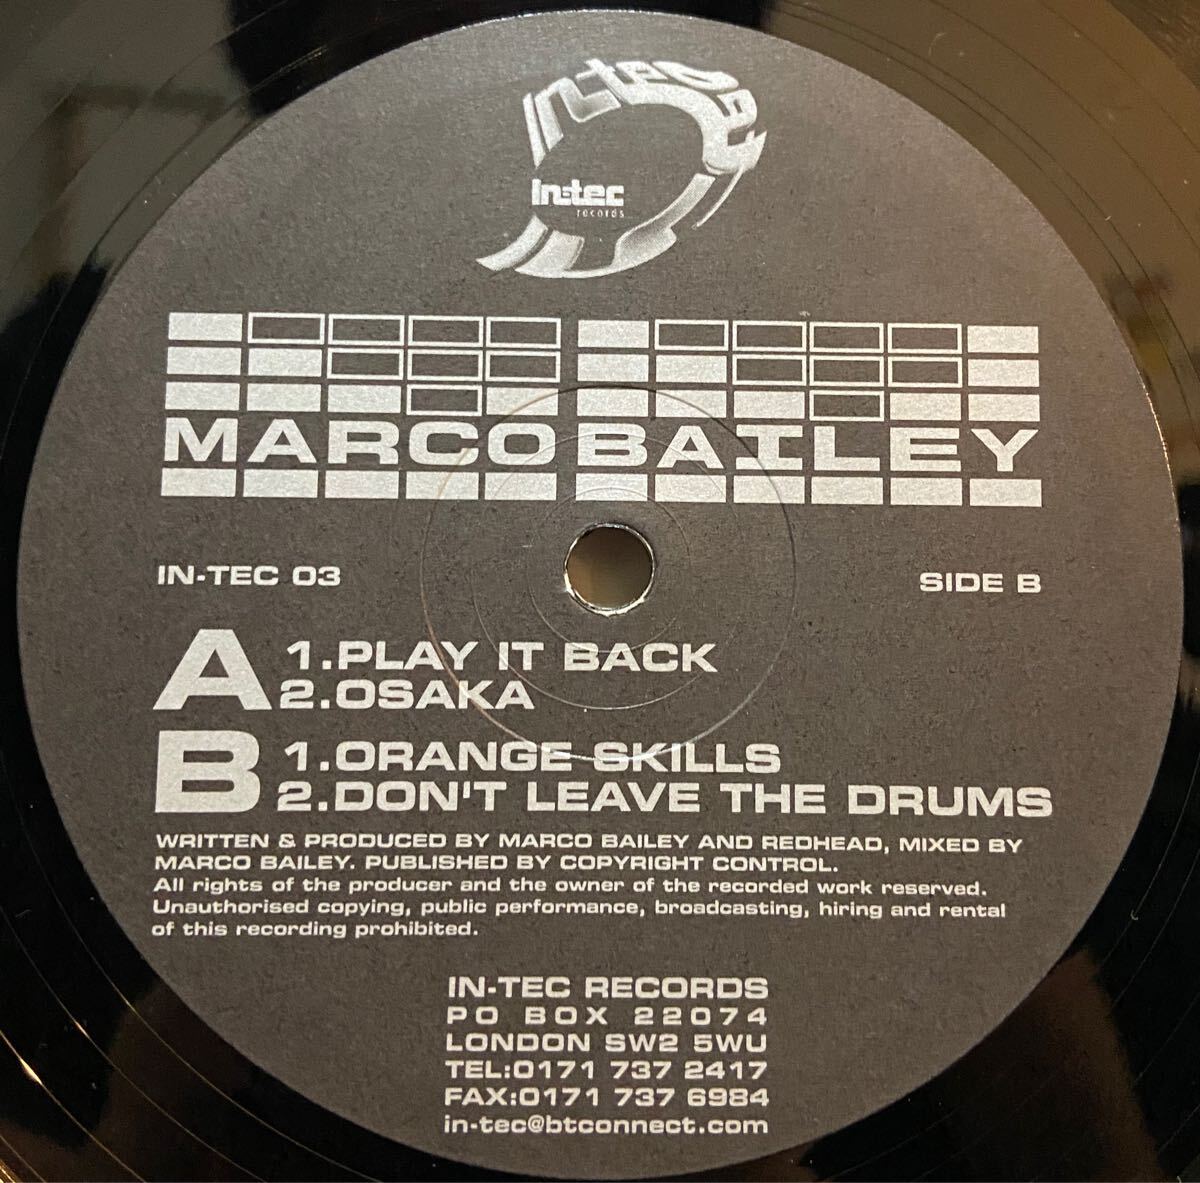 In-tec
In-tec
records
MARCO BAILEY
IN-TEC 03
SIDE B
A
1.PLAY IT BACK
2.OSAKA
B
1.ORANGE SKILLS
2.DON'T LEAVE THE DRUMS
WRITTEN & PRODUCED BY MARCO BAILEY AND REDHEAD, MIXED BY
MARCO BAILEY. PUBLISHED BY COPYRIGHT CONTROL.
All rights of the producer and the owner of the recorded work reserved.
Unauthorised copying, public performance, broadcasting, hiring and rental
of this recording prohibited.
IN-TEC RECORDS
PO BOX 22074
LONDON SW2 5WU
TEL:0171 737 2417
FAX:0171 737 6984
in-tec@btconnect.com